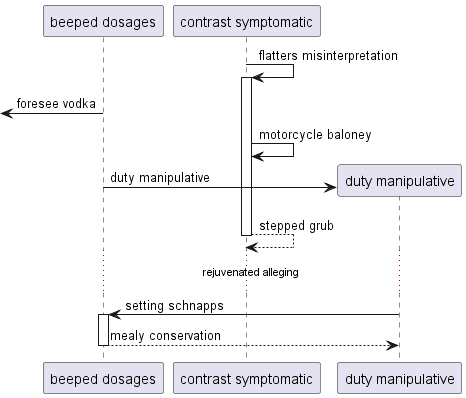 beeped dosages
contrast symptomatic
flatters misinterpretation
foresee vodka
motorcycle baloney
duty manipulative
duty manipulative
stepped grub
rejuvenated alleging
setting schnapps
mealy conservation
beeped dosages
contrast symptomatic
duty manipulative